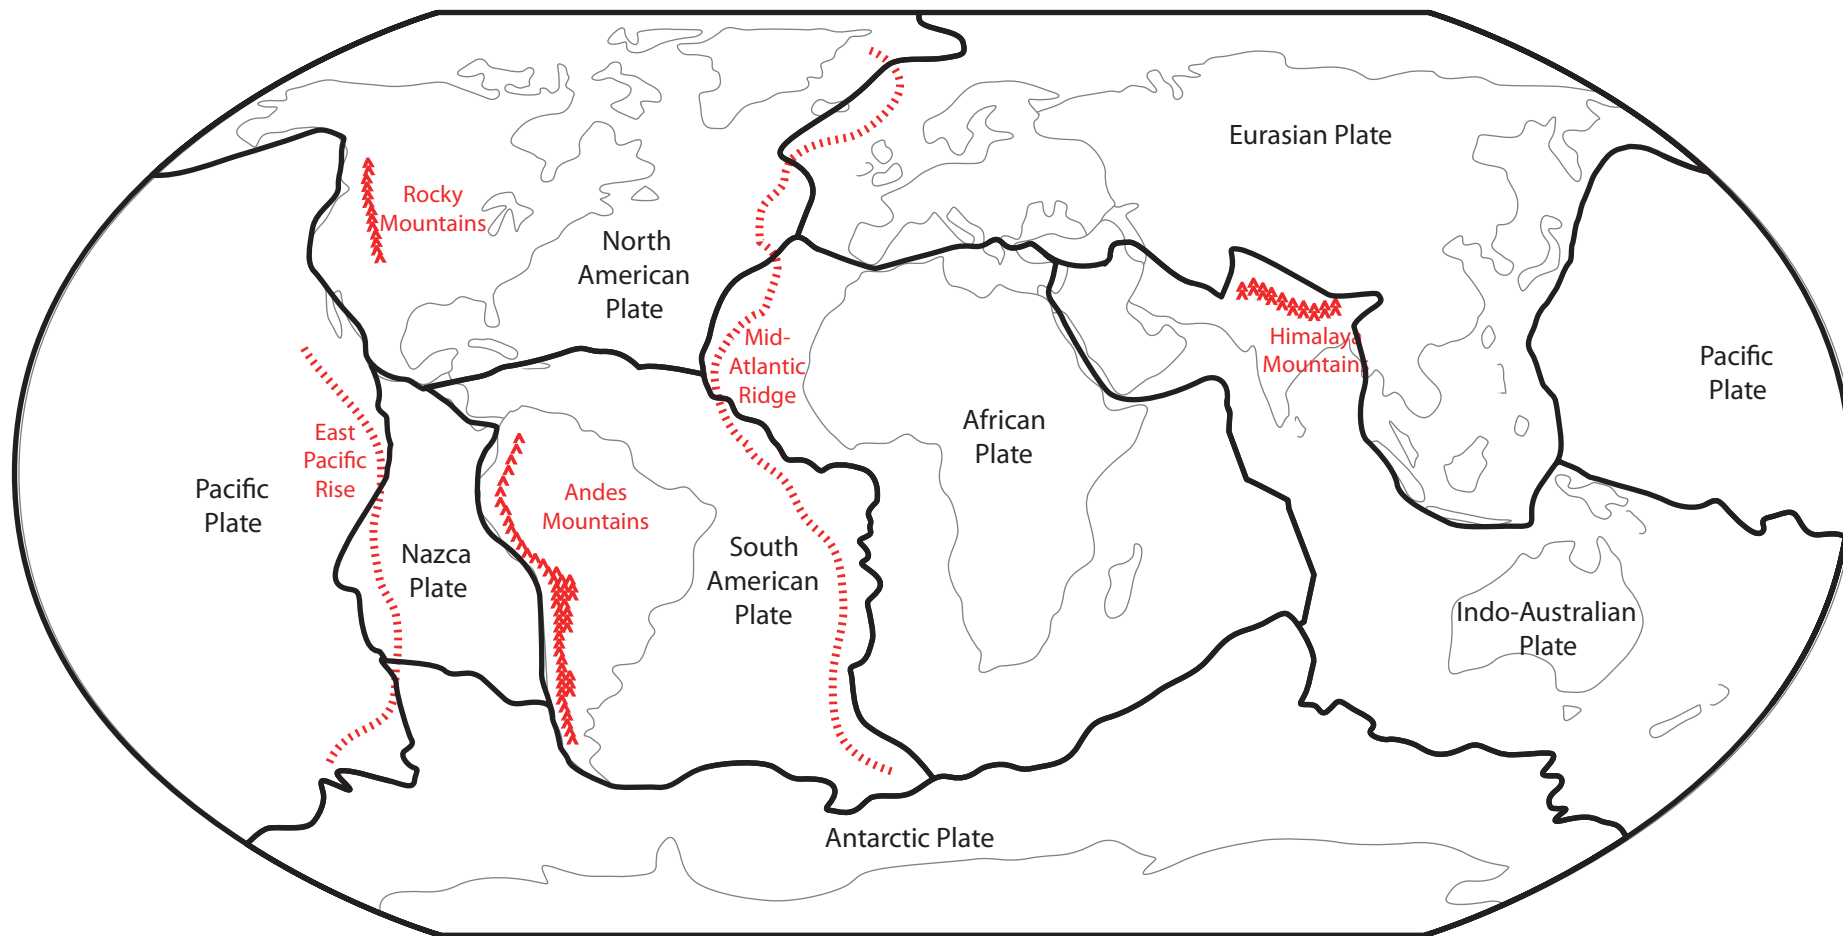 Eurasian Plate
Rocky
Mountains
North
American
Plate
Mid-
Atlantic
Ridge
Himalaya
Mountains
Pacific
Plate
African
Plate
East
Pacific
Rise
Pacific
Plate
Andes
Mountains
Nazca
Plate
South
American
Plate
Indo-Australian
Plate
Antarctic Plate